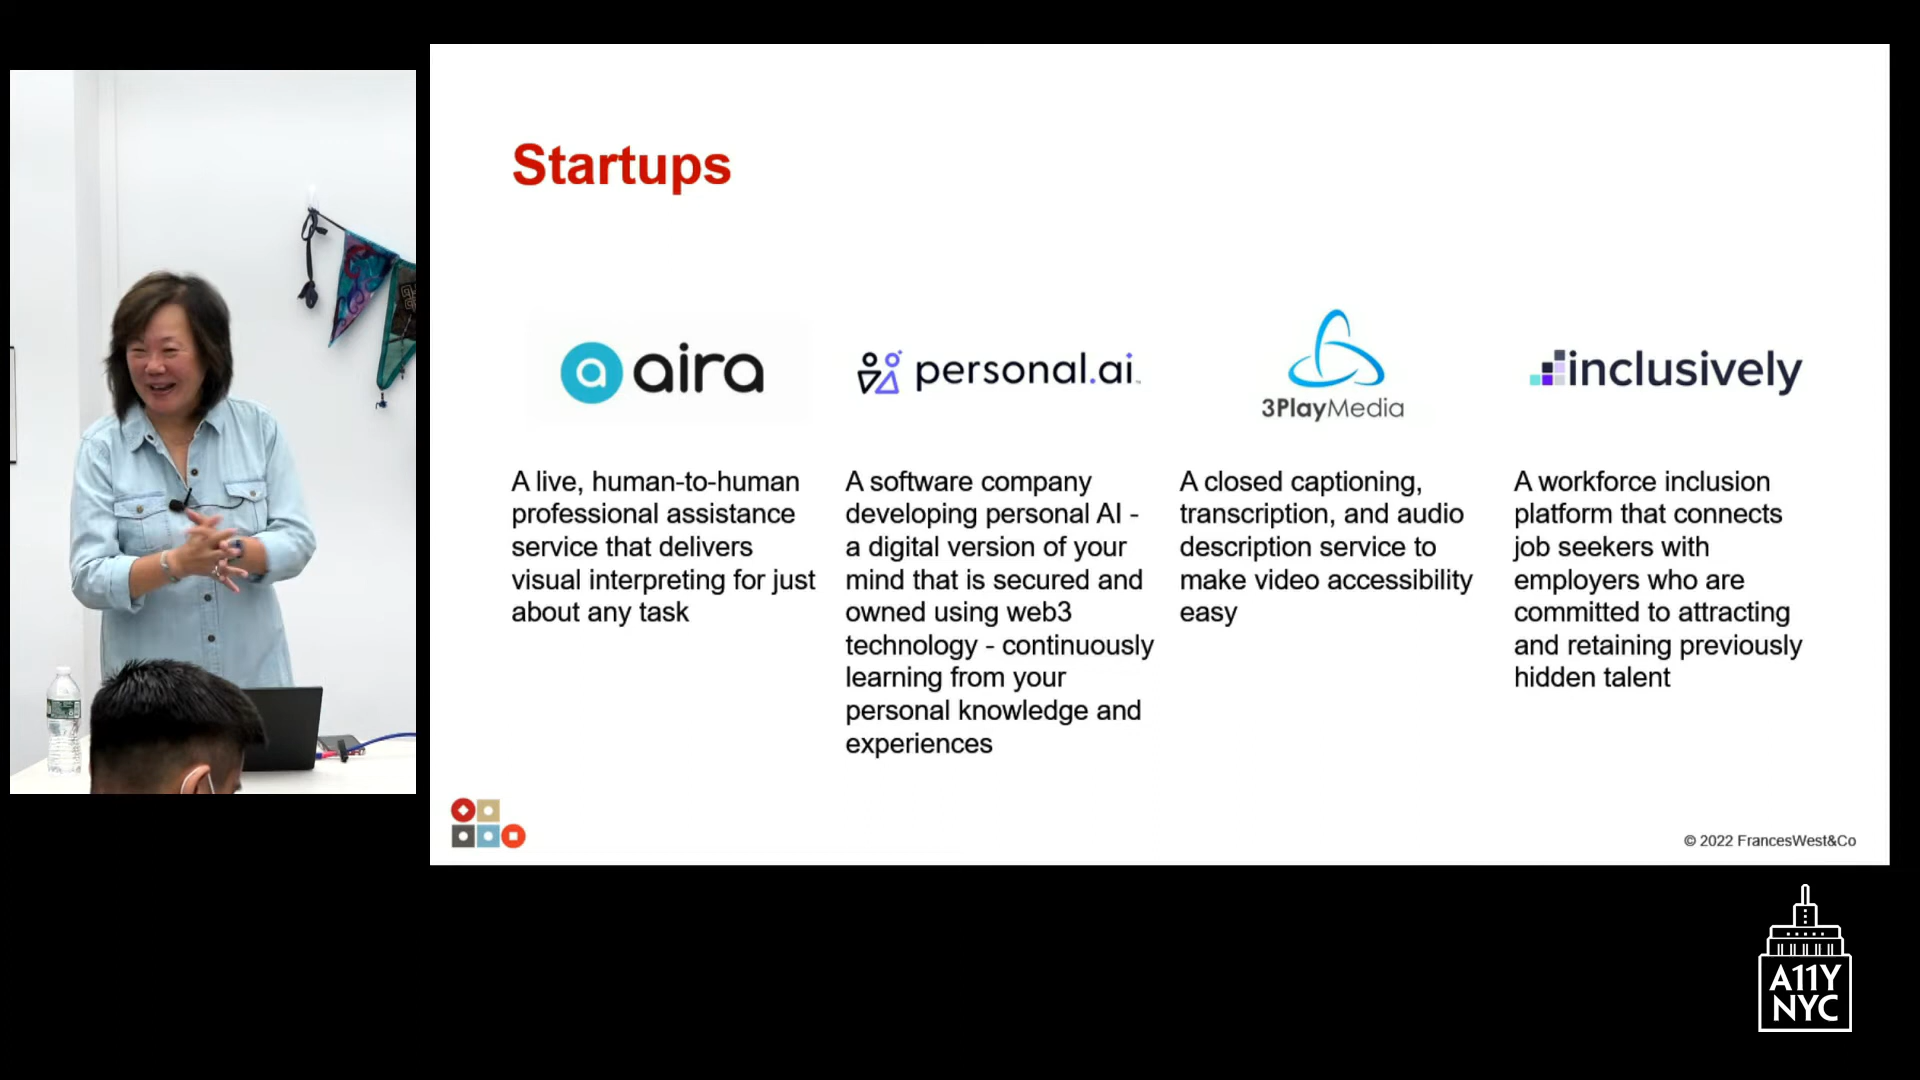 Startups
aira
personal.ai
3PlayMedia
inclusively
A live, human-to-human
professional assistance
service that delivers
visual interpreting for just
about any task
A software company
developing personal AI -
a digital version of your
mind that is secured and
owned using web3
technology - continuously
learning from your
personal knowledge and
experiences
A closed captioning,
transcription, and audio
description service to
make video accessibility
easy
A workforce inclusion
platform that connects
job seekers with
employers who are
committed to attracting
and retaining previously
hidden talent
© 2022 FrancesWest&Co
A11Y
NYC